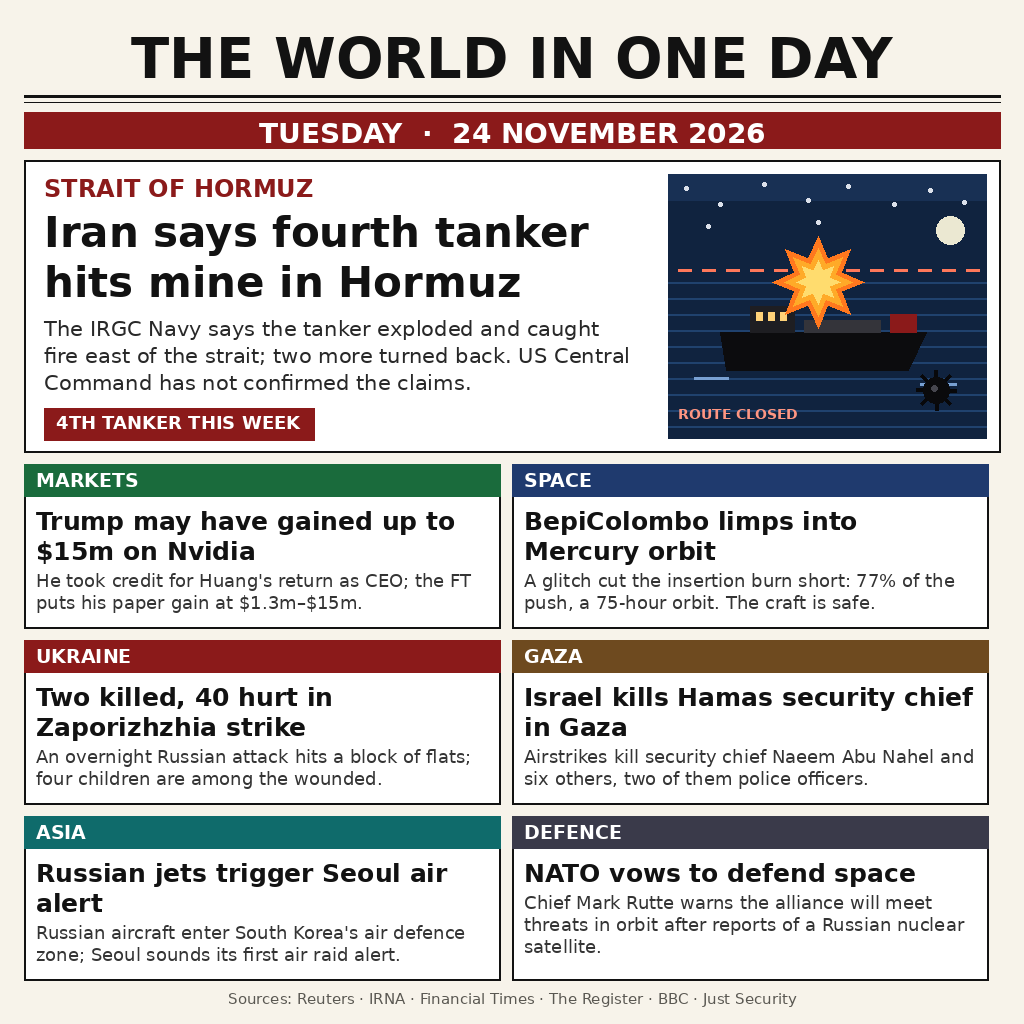 THE WORLD IN ONE DAY
TUESDAY · 24 NOVEMBER 2026
STRAIT OF HORMUZ
Iran says fourth tanker
hits mine in Hormuz
The IRGC Navy says the tanker exploded and caught
fire east of the strait; two more turned back. US Central
Command has not confirmed the claims.
4TH TANKER THIS WEEK
ROUTE CLOSED
MARKETS
Trump may have gained up to
$15m on Nvidia
He took credit for Huang's return as CEO; the FT
puts his paper gain at $1.3m–$15m.
SPACE
BepiColombo limps into
Mercury orbit
A glitch cut the insertion burn short: 77% of the
push, a 75-hour orbit. The craft is safe.
UKRAINE
Two killed, 40 hurt in
Zaporizhzhia strike
An overnight Russian attack hits a block of flats;
four children are among the wounded.
GAZA
Israel kills Hamas security chief
in Gaza
Airstrikes kill security chief Naeem Abu Nahel and
six others, two of them police officers.
ASIA
Russian jets trigger Seoul air
alert
Russian aircraft enter South Korea's air defence
zone; Seoul sounds its first air raid alert.
DEFENCE
NATO vows to defend space
Chief Mark Rutte warns the alliance will meet
threats in orbit after reports of a Russian nuclear
satellite.
Sources: Reuters · IRNA · Financial Times · The Register · BBC · Just Security